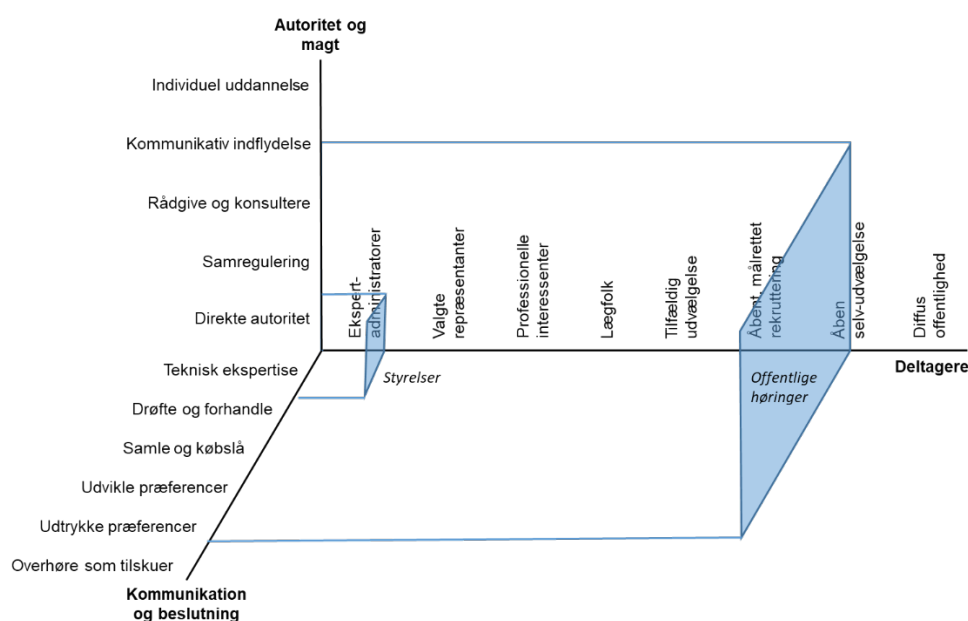 Autoritet og
magt
Individuel uddannelse
Kommunikativ indflydelse
Rådgive og konsultere
Samregulering
Direkte autoritet
Ekspert-
administratorer
Valgte
repræsentanter
Professionelle
interessenter
Lægfolk
Tilfældig
udvælgelse
Åbent, målrettet
rekruttering
Åben
selv-udvælgelse
Diffus
offentlighed
Deltagere
Styrelser
Offentlige
høringer
Teknisk ekspertise
Drøfte og forhandle
Samle og købslå
Udvikle præferencer
Udtrykke præferencer
Overhøre som tilskuer
Kommunikation
og beslutning